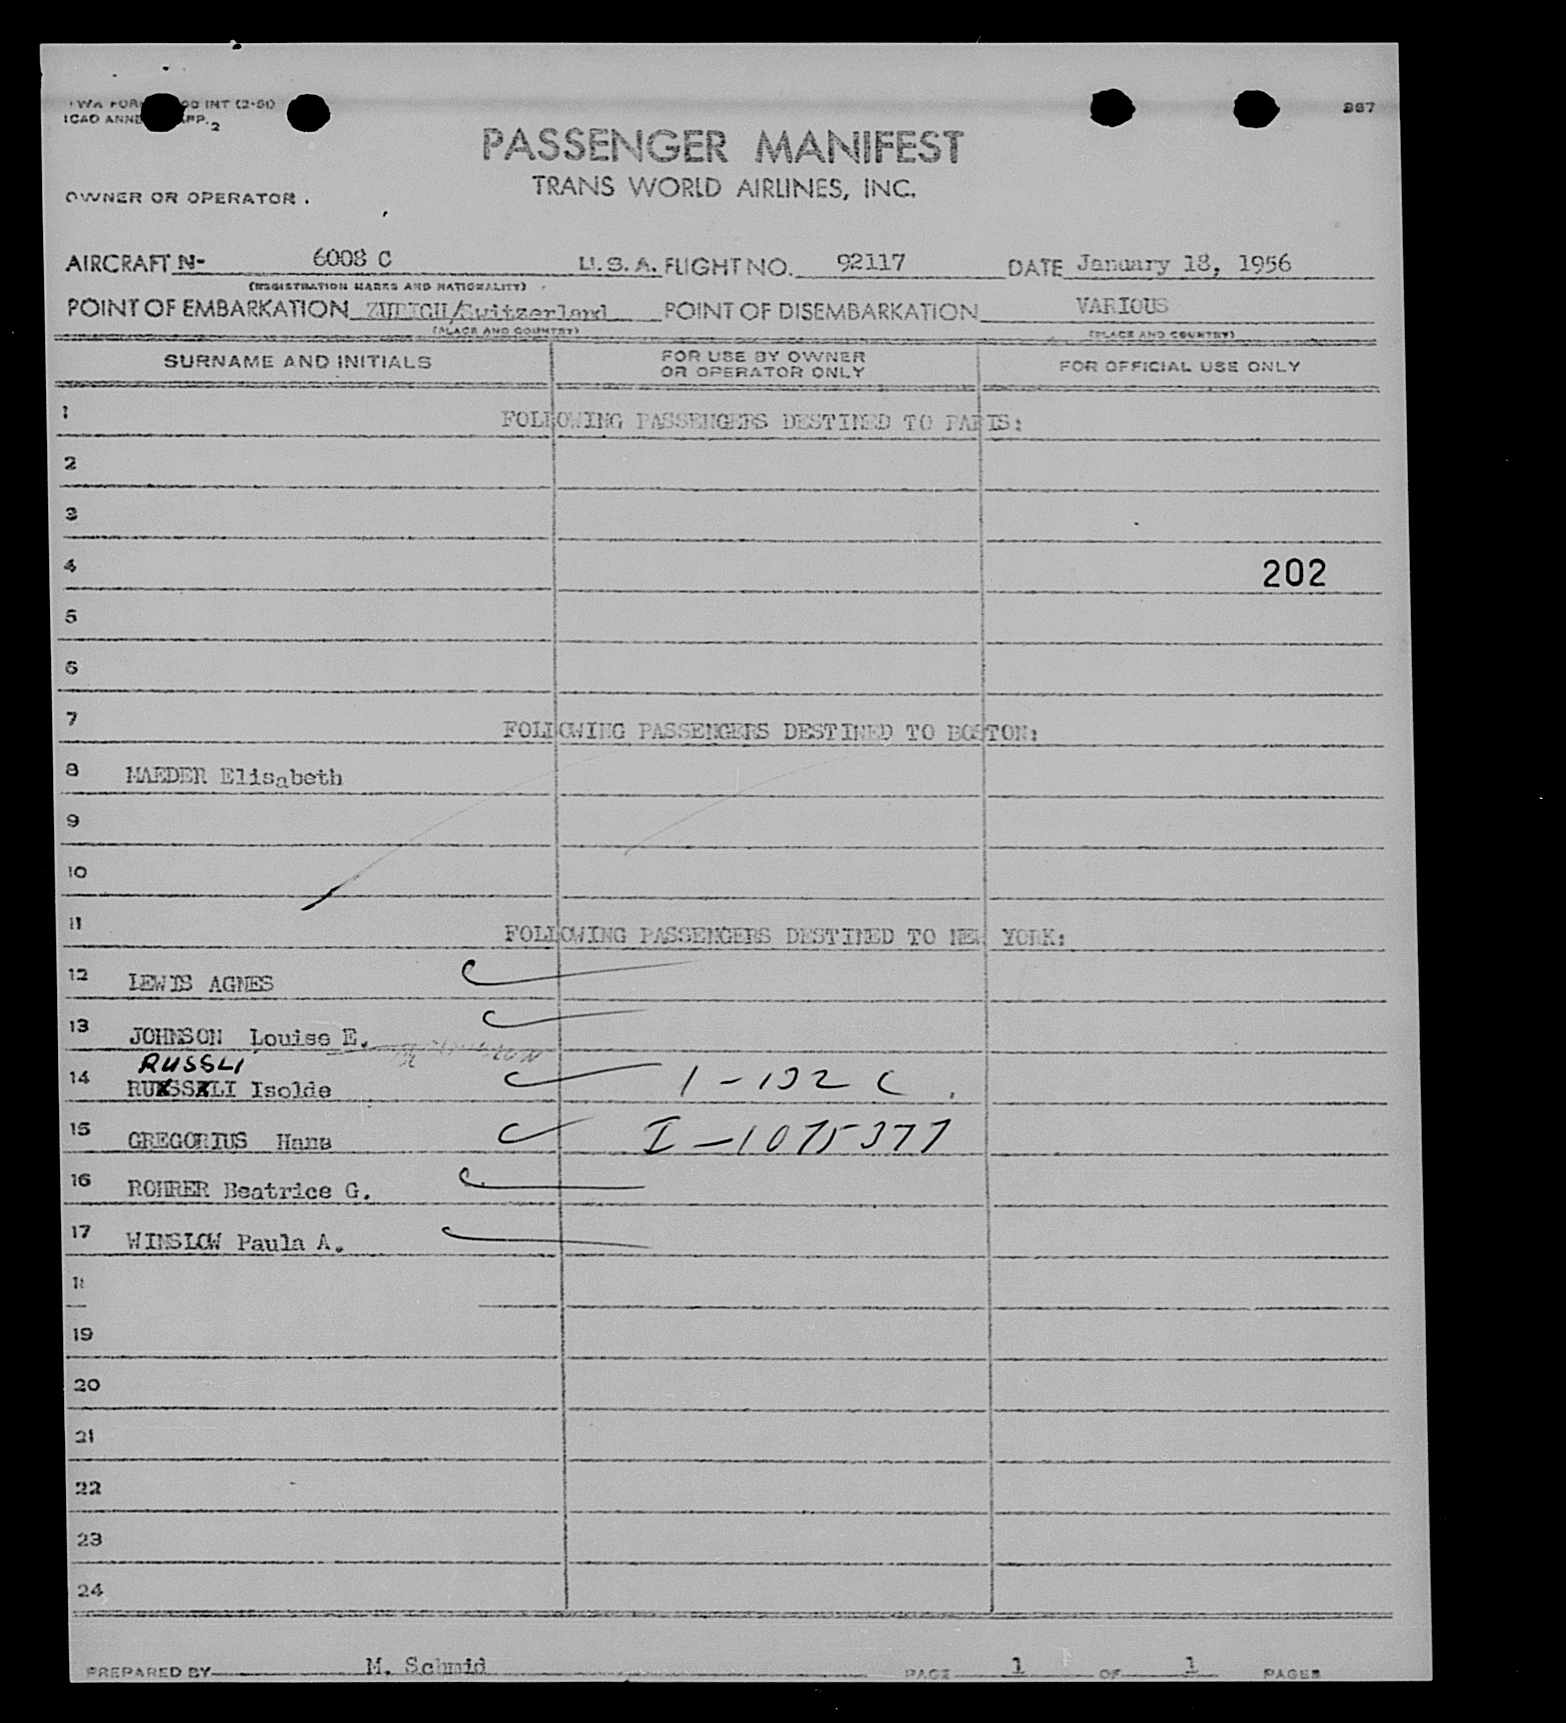 INT (2-51)
ICAO 2
887
PASSENGER MANIFEST
TRANS WORLD AIRLINES, INC.
OWNER OR OPERATOR .
AIRCRAFT N- 6008 C U.S.A. FLIGHT NO. 92117 DATE January 18, 1956
(REGISTRATION MARKS AND NATIONALITY)
POINT OF EMBARKATION ZURICH/Switzerland POINT OF DISEMBARKATION VARIOUS
(PLACE AND COUNTRY) (PLACE AND COUNTRY)
SURNAME AND INITIALS FOR USE BY OWNER OR OPERATOR ONLY FOR OFFICIAL USE ONLY
1 FOLLOWING PASSENGERS DESTINED TO PARIS:
2
3
4 202
5
6
7 FOLLOWING PASSENGERS DESTINED TO BOSTON:
8 MAEDER Elisabeth
9
10
11 FOLLOWING PASSENGERS DESTINED TO NEW YORK:
12 LEWIS AGNES
13 JOHNSON Louise E.
RUSSLI
14 Isolde
15 GREGORIUS Hans I-1075377
16 ROHRER Beatrice G.
17 WINSLOW Paula A.
19
20
21
22
23
24
PREPARED BY M. Schmid PAGE 1 OF 1 PAGES